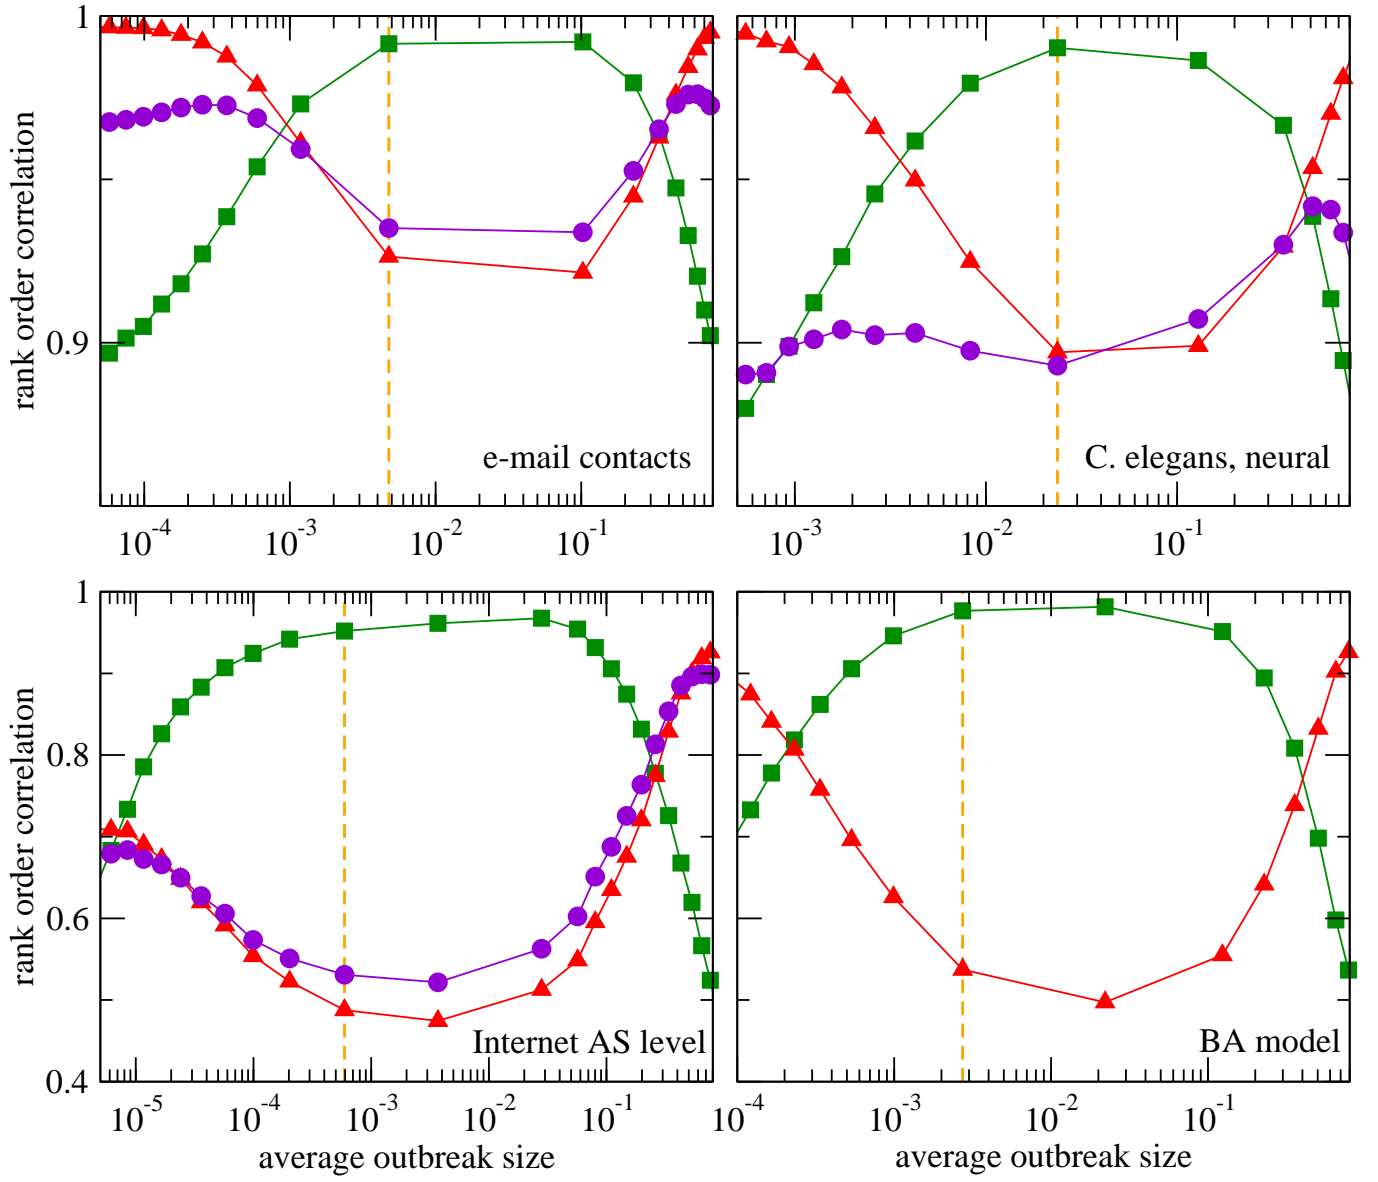 1
0.9
rank order correlation
e-mail contacts
10^-4
10^-3
10^-2
10^-1
C. elegans, neural
10^-3
10^-2
10^-1
1
0.8
0.6
0.4
rank order correlation
Internet AS level
10^-5
10^-4
10^-3
10^-2
10^-1
average outbreak size
BA model
10^-4
10^-3
10^-2
10^-1
average outbreak size